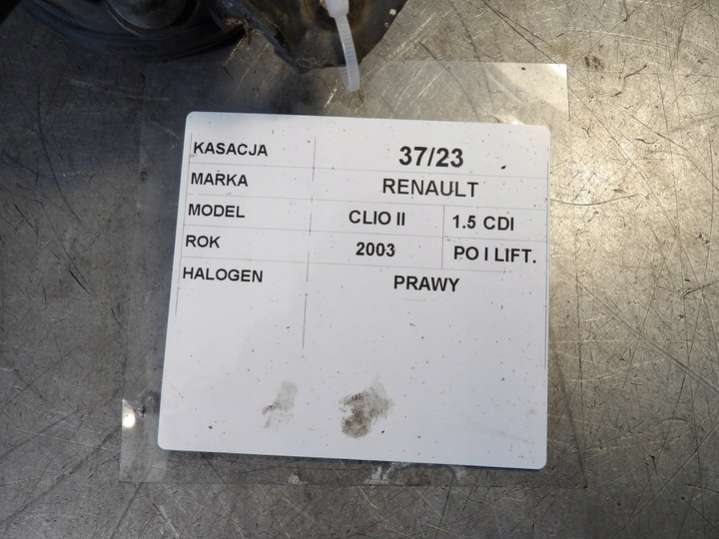 KASACJA 37/23
MARKA RENAULT
MODEL CLIO II 1.5 CDI
ROK 2003 PO I LIFT.
HALOGEN PRAWY